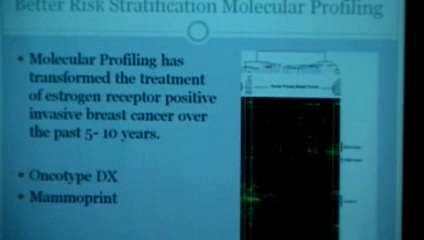 Better Risk Stratification Molecular Profiling
• Molecular Profiling has
transformed the treatment
of estrogen receptor positive
invasive breast cancer over
the past 5- 10 years.
• Oncotype DX
• Mammoprint